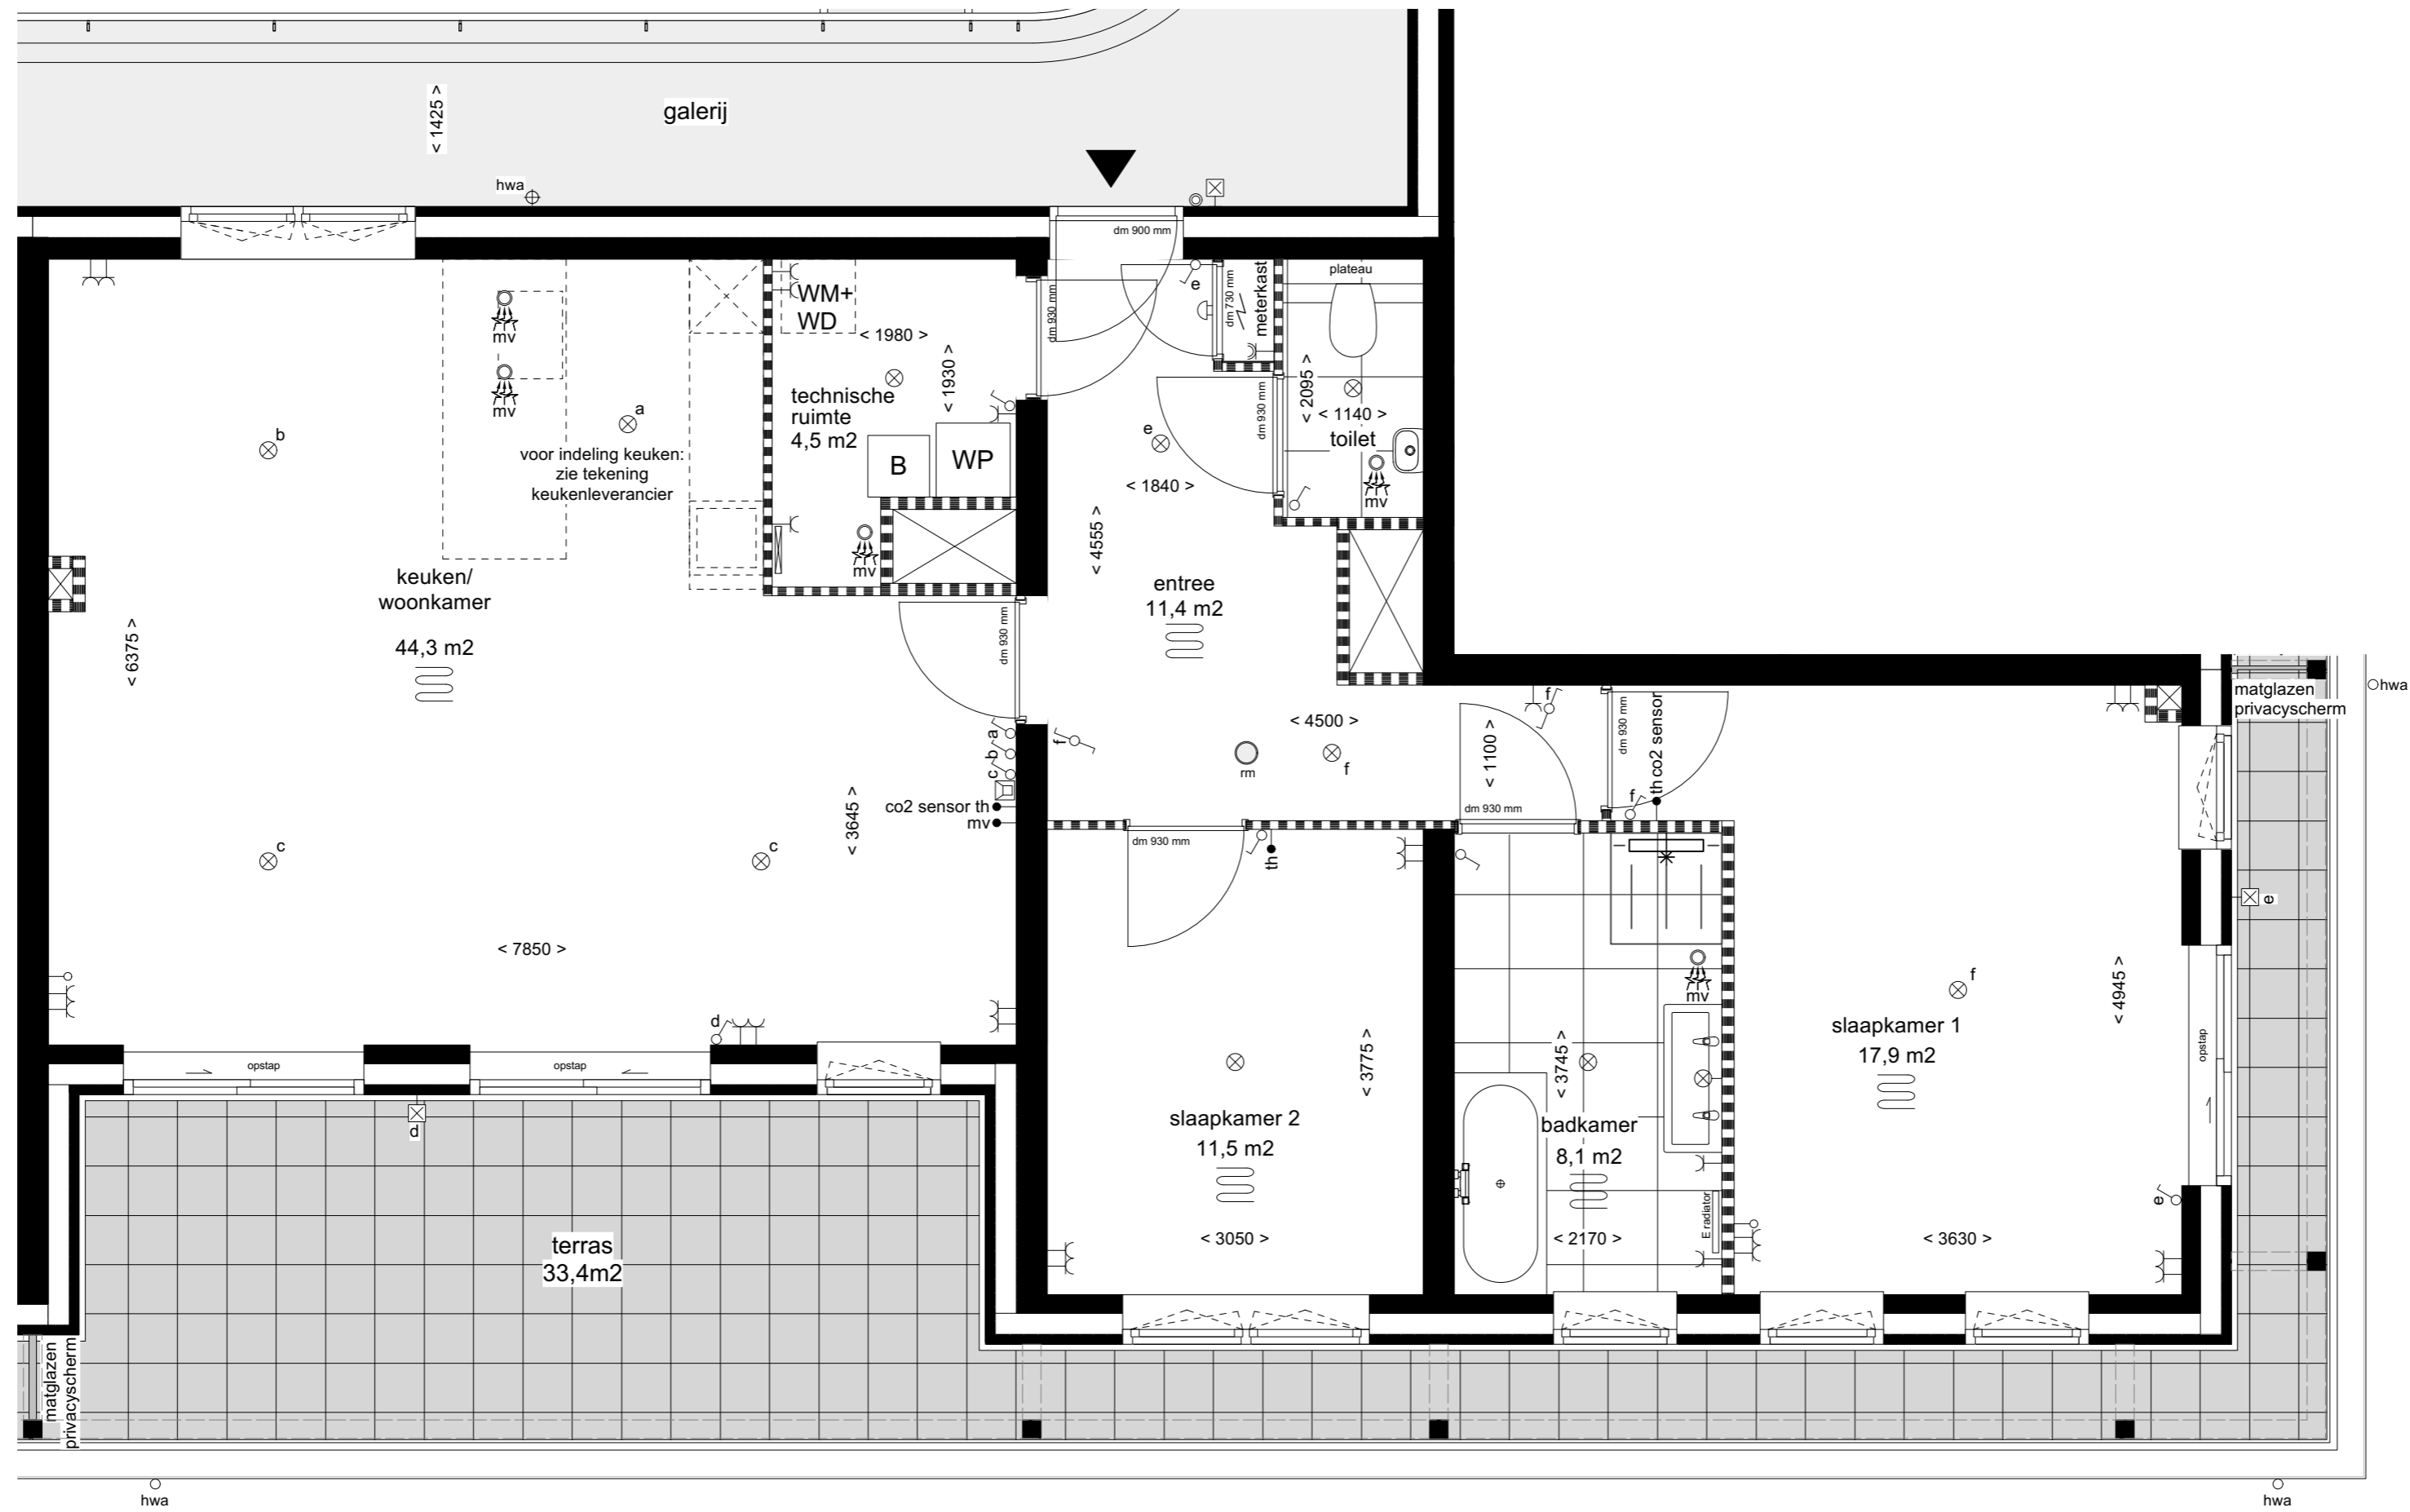 < 1425 >
galerij
hwa
dm 900 mm
dm 930 mm
e
dm 730 mm
meterkast
plateau
WM+
WD
< 1980 >
< 1930 >
technische
ruimte
4,5 m2
B
WP
mv
mv
mv
a
b
voor indeling keuken:
zie tekening
keukenleverancier
keuken/
woonkamer
44,3 m2
< 6375 >
e
< 1840 >
< 4555 >
dm 930 mm
< 2095 >
< 1140 >
toilet
mv
entree
11,4 m2
dm 930 mm
a
b
c
co2 sensor th
mv
f
rm
< 4500 >
f
< 1100 >
f
dm 930 mm
th co2 sensor
f
dm 930 mm
matglazen
privacyscherm
hwa
< 3645 >
c
c
< 7850 >
d
dm 930 mm
th
mv
e
f
< 4945 >
slaapkamer 1
17,9 m2
opstap
opstap
opstap
d
slaapkamer 2
11,5 m2
< 3775 >
< 3745 >
badkamer
8,1 m2
E radiator
e
< 3050 >
< 2170 >
< 3630 >
terras
33,4m2
matglazen
privacyscherm
hwa
hwa